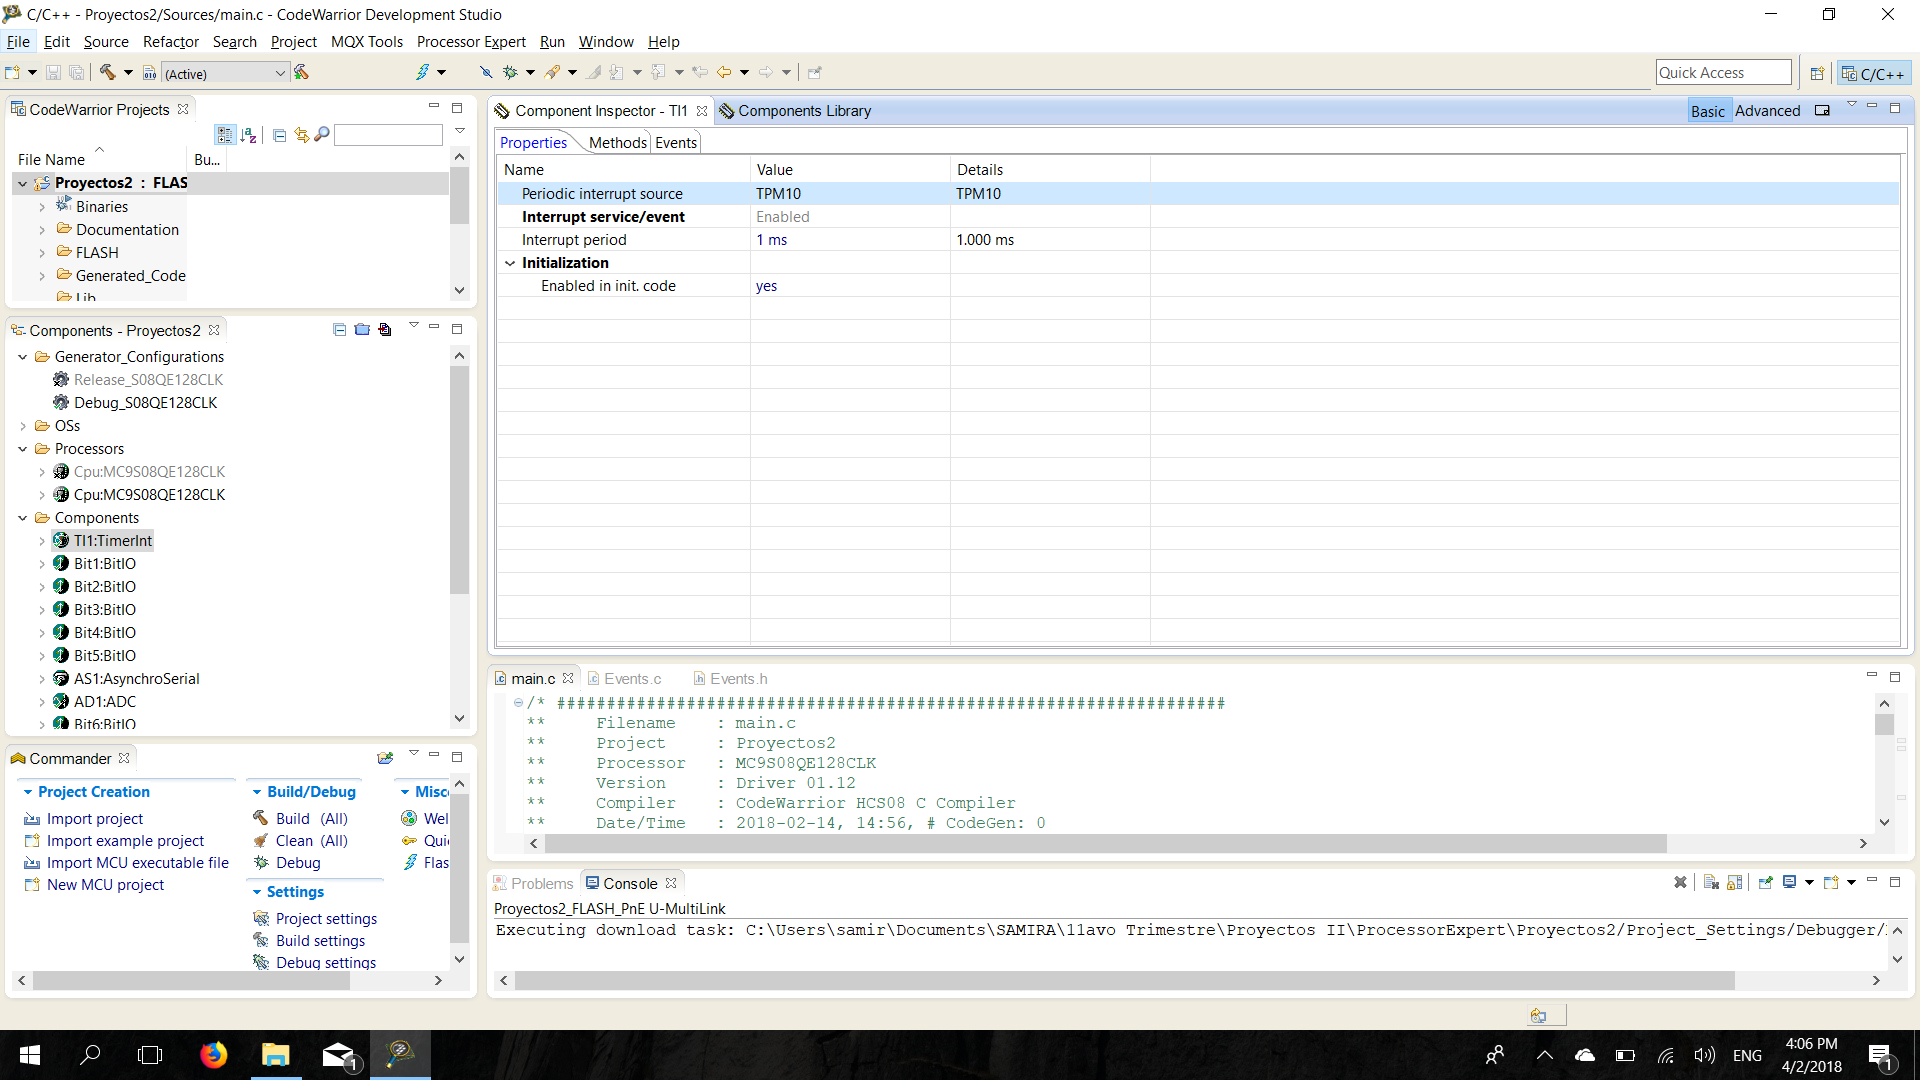 C/C++ - Proyectos2/Sources/main.c - CodeWarrior Development Studio
File Edit Source Refactor Search Project MQX Tools Processor Expert Run Window Help
(Active)
Quick Access
C/C++
CodeWarrior Projects
File Name
Bu...
Proyectos2 : FLAS
Binaries
Documentation
FLASH
Generated_Code
Lib
Components - Proyectos2
Generator_Configurations
Release_S08QE128CLK
Debug_S08QE128CLK
OSs
Processors
Cpu:MC9S08QE128CLK
Cpu:MC9S08QE128CLK
Components
TI1:TimerInt
Bit1:BitIO
Bit2:BitIO
Bit3:BitIO
Bit4:BitIO
Bit5:BitIO
AS1:AsynchroSerial
AD1:ADC
Bit6:BitIO
Commander
Project Creation
Import project
Import example project
Import MCU executable file
New MCU project
Build/Debug
Build (All)
Clean (All)
Debug
Settings
Project settings
Build settings
Debug settings
Misc
Wel
Quic
Flas
Component Inspector - TI1
Components Library
Basic Advanced
Properties Methods Events
Name Value Details
Periodic interrupt source TPM10 TPM10
Interrupt service/event Enabled
Interrupt period 1 ms 1.000 ms
Initialization
Enabled in init. code yes
main.c Events.c Events.h
/* ###################################################################
** Filename : main.c
** Project : Proyectos2
** Processor : MC9S08QE128CLK
** Version : Driver 01.12
** Compiler : CodeWarrior HCS08 C Compiler
** Date/Time : 2018-02-14, 14:56, # CodeGen: 0
Problems Console
Proyectos2_FLASH_PnE U-MultiLink
Executing download task: C:\Users\samir\Documents\SAMIRA\11avo Trimestre\Proyectos II\ProcessorExpert\Proyectos2/Project_Settings/Debugger/
1
ENG
4:06 PM
4/2/2018
1